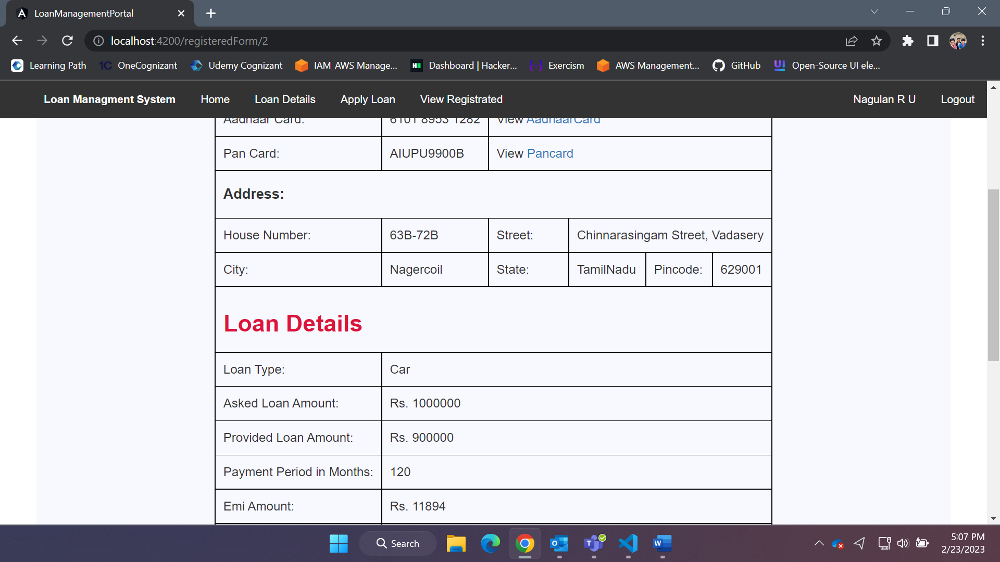 LoanManagementPortal
localhost:4200/registeredForm/2
Learning Path OneCognizant Udemy Cognizant IAM_AWS Manage... Dashboard | Hacker... Exercism AWS Management... GitHub Open-Source UI ele...
Loan Managment System Home Loan Details Apply Loan View Registrated Nagulan R U Logout
Aadhaar Card: 6101 8953 1282 View AadhaarCard
Pan Card: AIUPU9900B View Pancard
Address:
House Number: 63B-72B Street: Chinnarasingam Street, Vadasery
City: Nagercoil State: TamilNadu Pincode: 629001
Loan Details
Loan Type: Car
Asked Loan Amount: Rs. 1000000
Provided Loan Amount: Rs. 900000
Payment Period in Months: 120
Emi Amount: Rs. 11894
Search
5:07 PM
2/23/2023